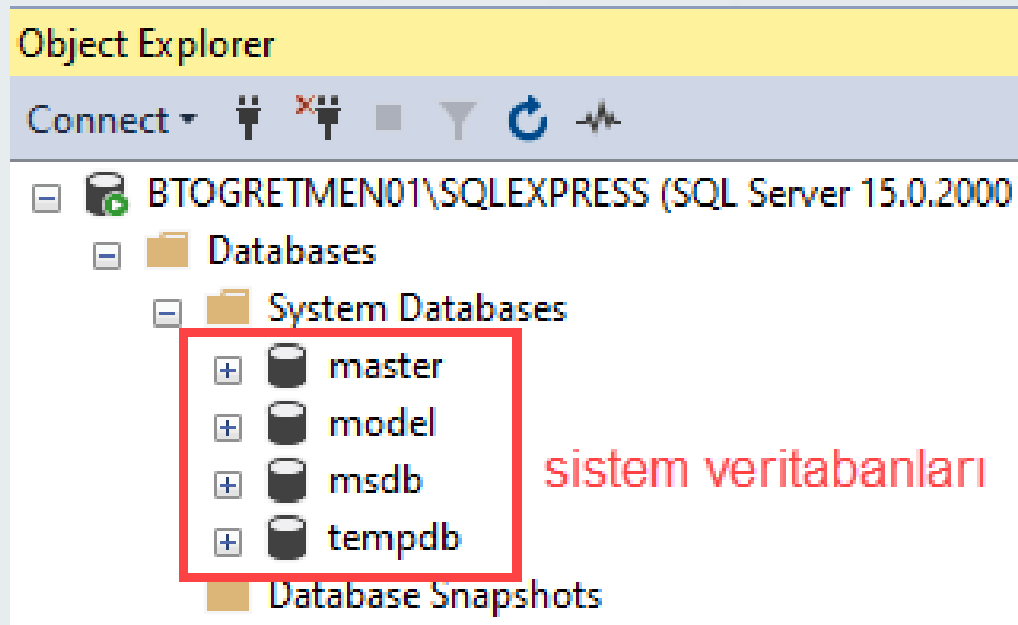 Object Explorer
Connect
BTOGRETMEN01\SQLEXPRESS (SQL Server 15.0.2000
Databases
System Databases
master
model
msdb
sistem veritabanları
tempdb
Database Snapshots